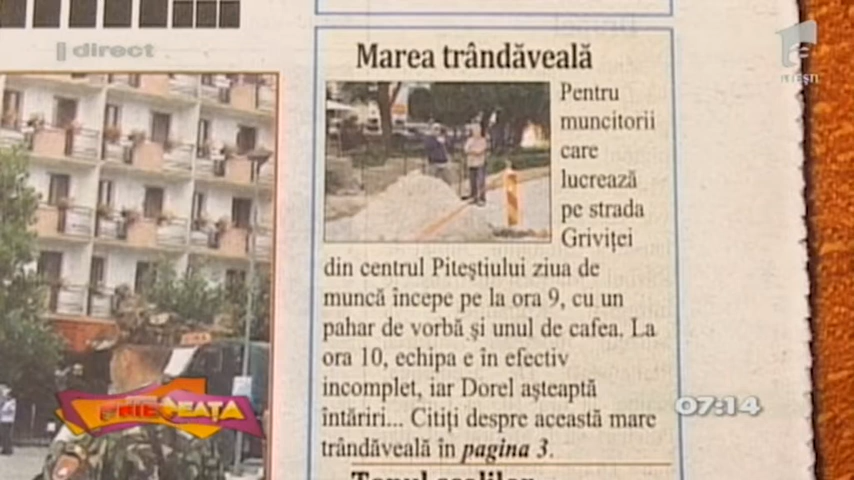 direct
Marea trândăveală
Pentru
muncitorii
care
lucrează
pe strada
Griviței
din centrul Piteștiului ziua de
muncă începe pe la ora 9, cu un
pahar de vorbă și unul de cafea. La
ora 10, echipa e în efectiv
incomplet, iar Dorel așteaptă
întăriri... Citiți despre această mare
trândăveală în pagina 3.
07:14